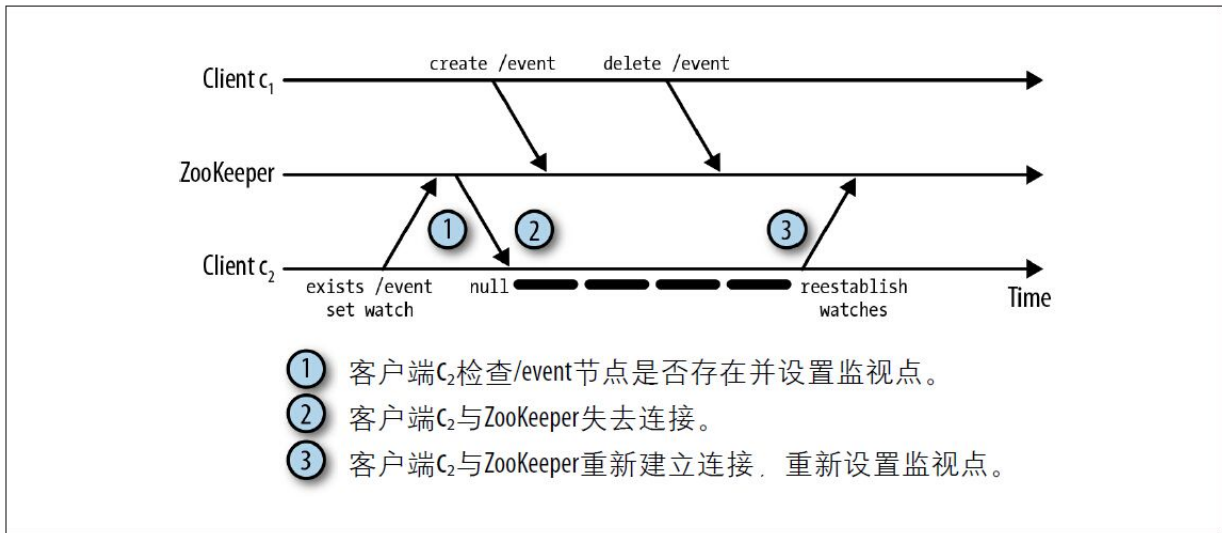 create /event
delete /event
Client c₁
ZooKeeper
1
2
3
Client c₂
exists /event
set watch
null
reestablish
watches
Time
1 客户端C₂检查/event节点是否存在并设置监视点。
2 客户端C₂与ZooKeeper失去连接。
3 客户端C₂与ZooKeeper重新建立连接，重新设置监视点。